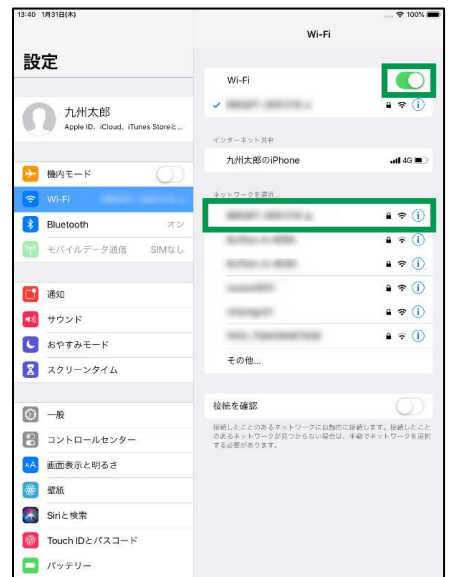 13:40 1月31日(木)
100%
設定
九州太郎
Apple ID、iCloud、iTunes Storeと...
機内モード
Wi-Fi
Bluetooth オフ
モバイルデータ通信 SIMなし
通知
サウンド
おやすみモード
スクリーンタイム
一般
コントロールセンター
AA 画面表示と明るさ
壁紙
Siriと検索
Touch IDとパスコード
バッテリー
Wi-Fi
Wi-Fi
インターネット共有
九州太郎のiPhone 4G
ネットワークを選択...
その他...
接続を確認
接続したことのあるネットワークに自動的に接続します。接続したこと
のあるネットワークが見つからない場合は、手動でネットワークを選択
する必要があります。